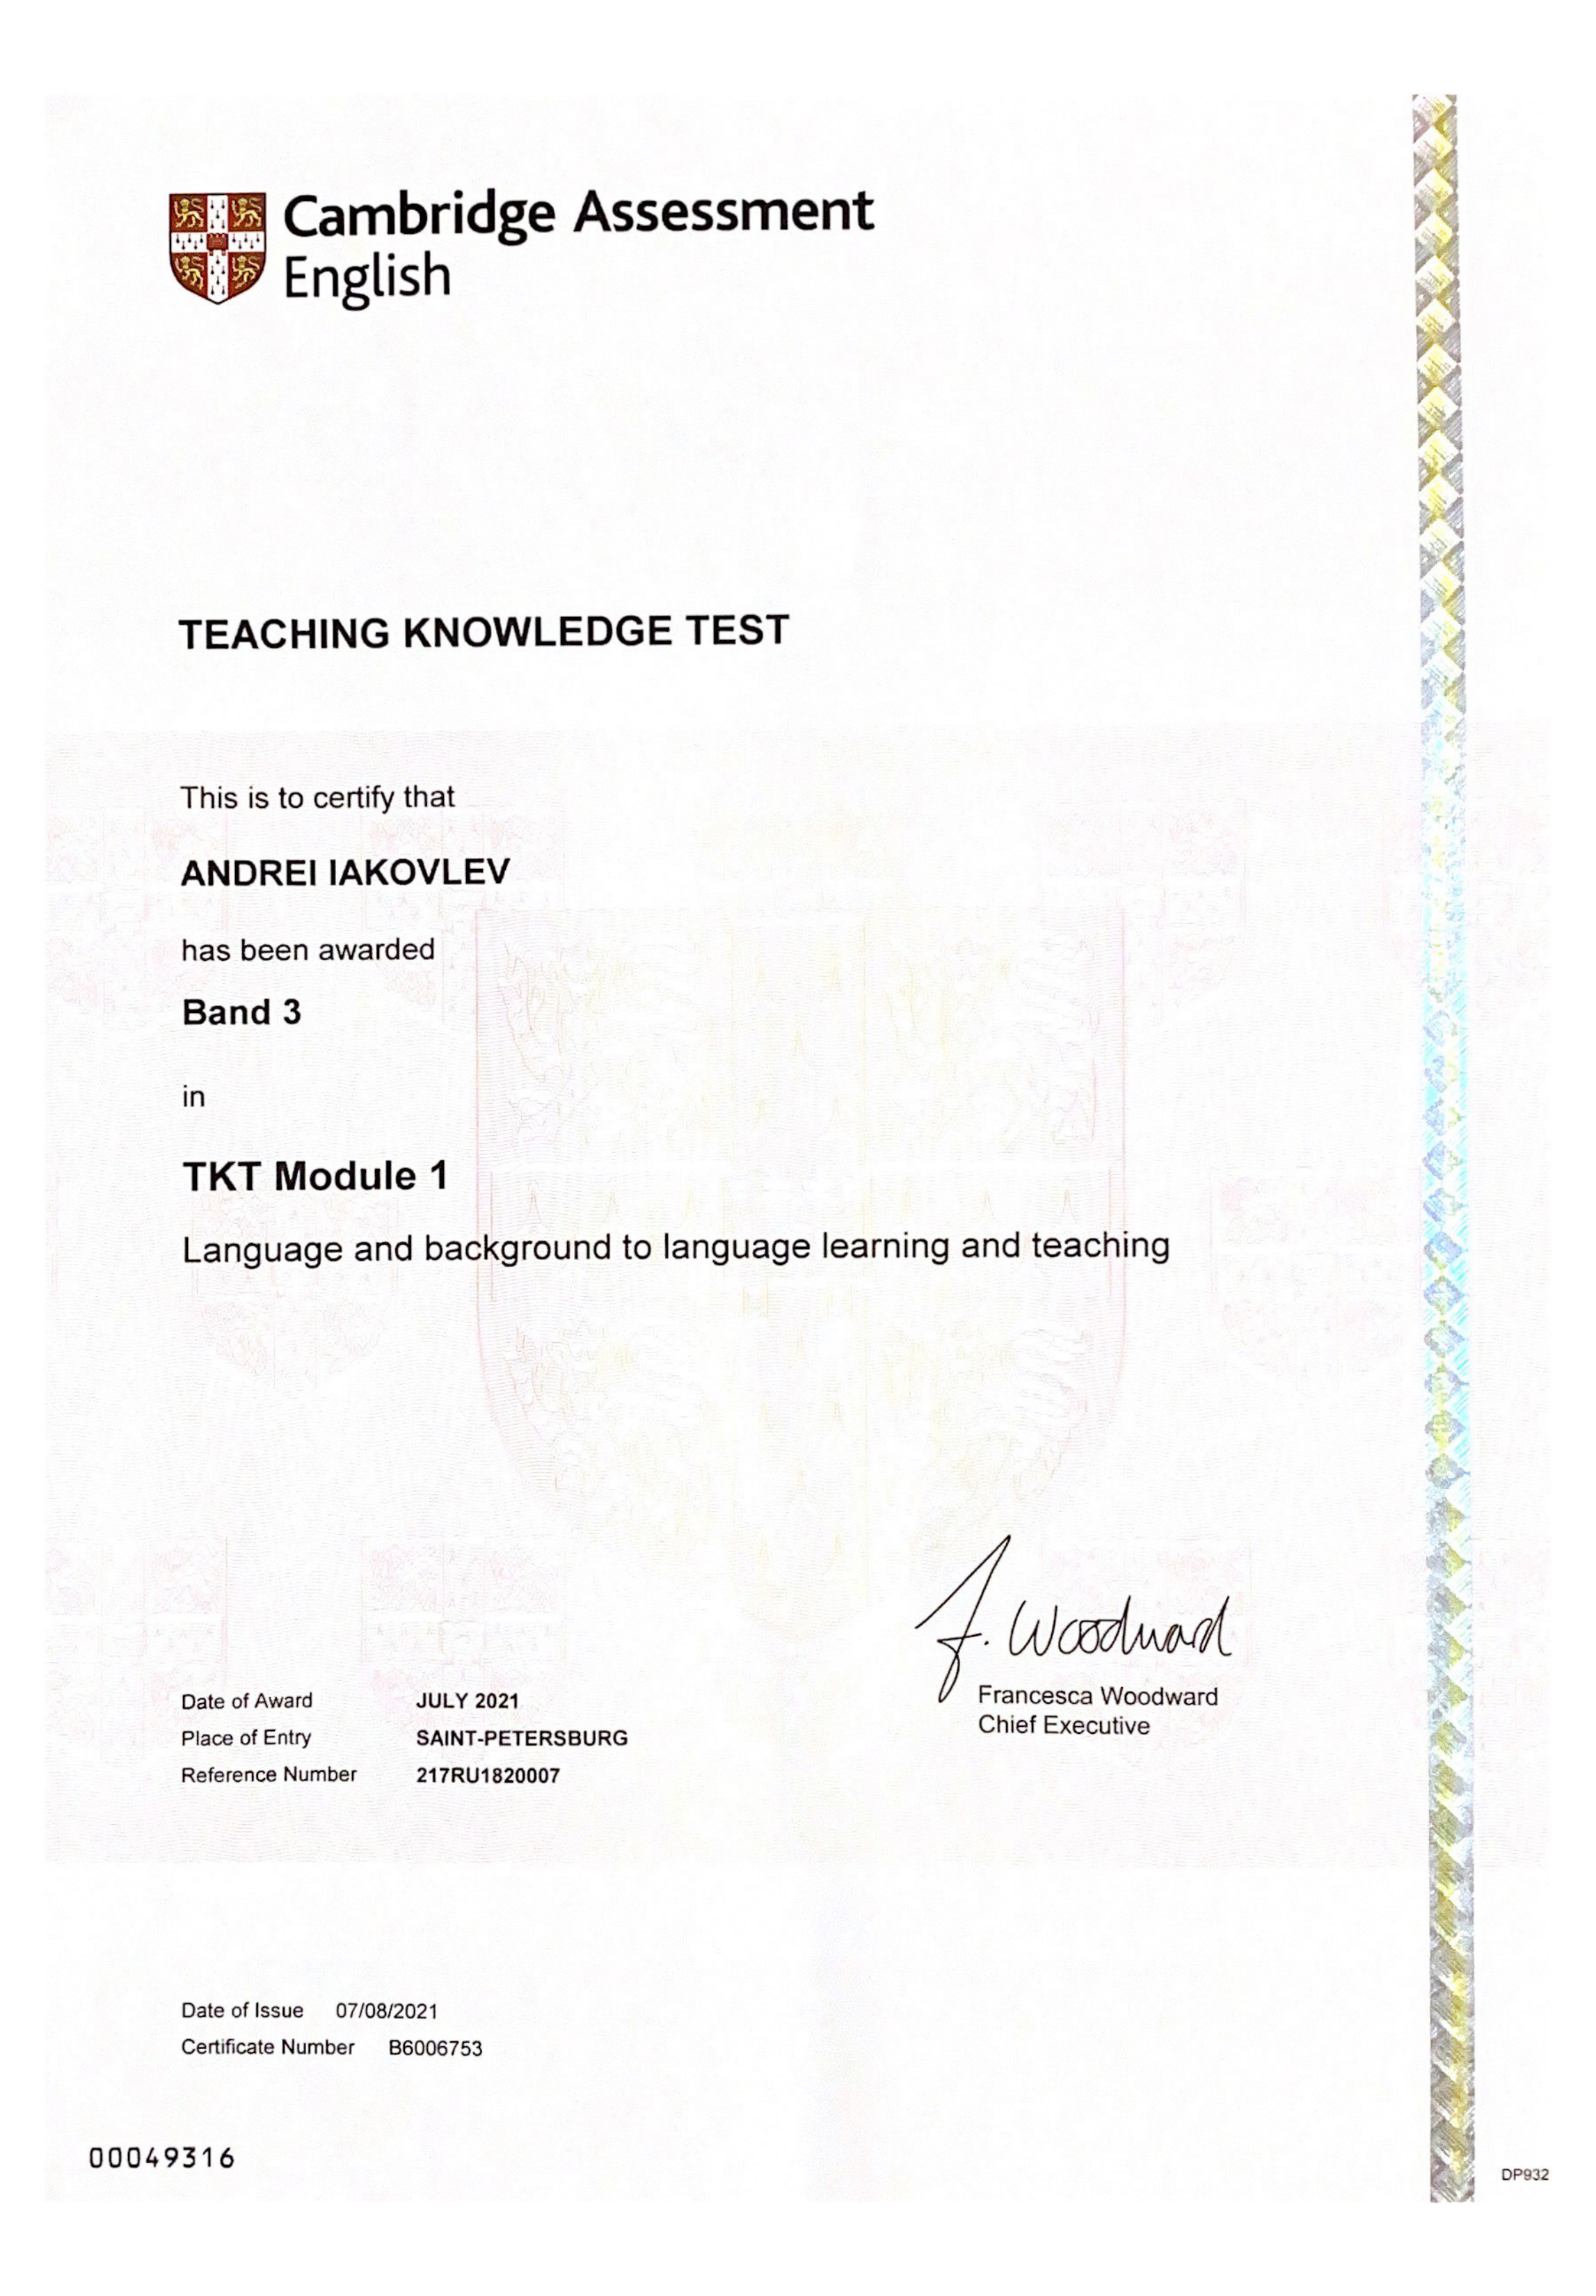 Cambridge Assessment
English
TEACHING KNOWLEDGE TEST
This is to certify that
ANDREI IAKOVLEV
has been awarded
Band 3
in
TKT Module 1
Language and background to language learning and teaching
F. Woodward
Francesca Woodward
Chief Executive
Date of Award JULY 2021
Place of Entry SAINT-PETERSBURG
Reference Number 217RU1820007
Date of Issue 07/08/2021
Certificate Number B6006753
00049316
DP932